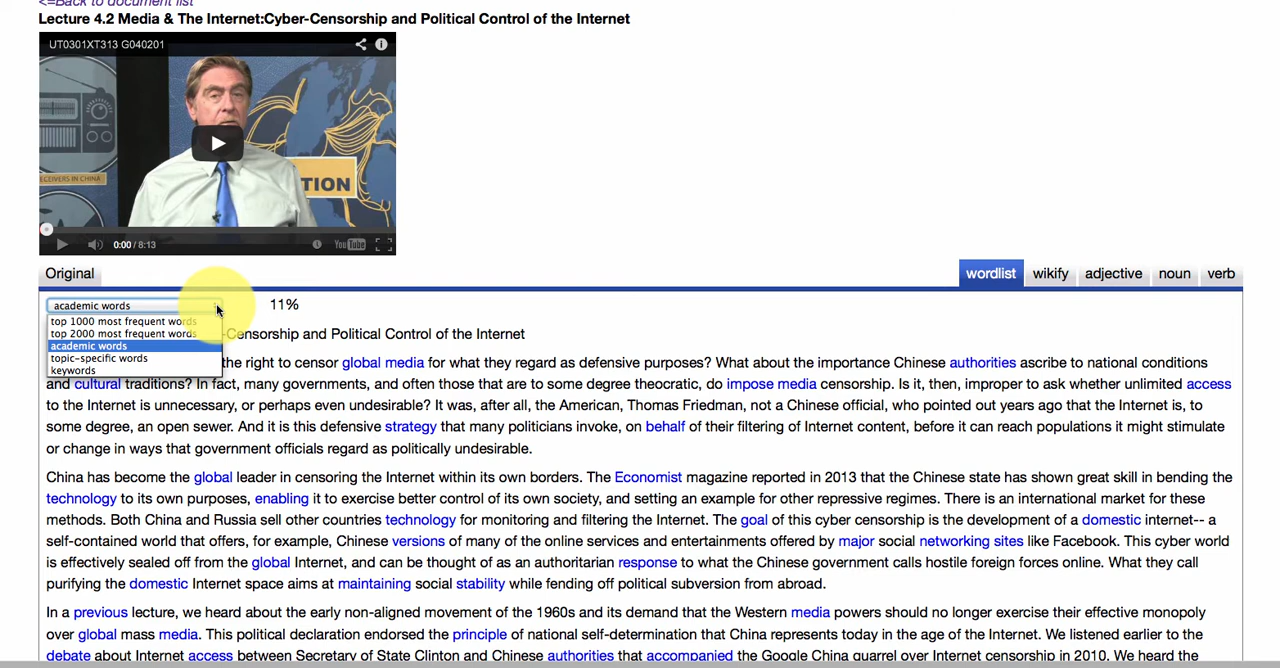 <=Back to document list
Lecture 4.2 Media & The Internet:Cyber-Censorship and Political Control of the Internet
UT0301XT313 G040201
ECEIVERS IN CHINA
TION
0:00 / 8:13
YouTube
Original
wordlist wikify adjective noun verb
academic words 11%
top 1000 most frequent words
top 2000 most frequent words
-Censorship and Political Control of the Internet
academic words
topic-specific words
keywords
the right to censor global media for what they regard as defensive purposes? What about the importance Chinese authorities ascribe to national conditions
and cultural traditions? In fact, many governments, and often those that are to some degree theocratic, do impose media censorship. Is it, then, improper to ask whether unlimited access
to the Internet is unnecessary, or perhaps even undesirable? It was, after all, the American, Thomas Friedman, not a Chinese official, who pointed out years ago that the Internet is, to
some degree, an open sewer. And it is this defensive strategy that many politicians invoke, on behalf of their filtering of Internet content, before it can reach populations it might stimulate
or change in ways that government officials regard as politically undesirable.
China has become the global leader in censoring the Internet within its own borders. The Economist magazine reported in 2013 that the Chinese state has shown great skill in bending the
technology to its own purposes, enabling it to exercise better control of its own society, and setting an example for other repressive regimes. There is an international market for these
methods. Both China and Russia sell other countries technology for monitoring and filtering the Internet. The goal of this cyber censorship is the development of a domestic internet-- a
self-contained world that offers, for example, Chinese versions of many of the online services and entertainments offered by major social networking sites like Facebook. This cyber world
is effectively sealed off from the global Internet, and can be thought of as an authoritarian response to what the Chinese government calls hostile foreign forces online. What they call
purifying the domestic Internet space aims at maintaining social stability while fending off political subversion from abroad.
In a previous lecture, we heard about the early non-aligned movement of the 1960s and its demand that the Western media powers should no longer exercise their effective monopoly
over global mass media. This political declaration endorsed the principle of national self-determination that China represents today in the age of the Internet. We listened earlier to the
debate about Internet access between Secretary of State Clinton and Chinese authorities that accompanied the Google China quarrel over Internet censorship in 2010. We heard the